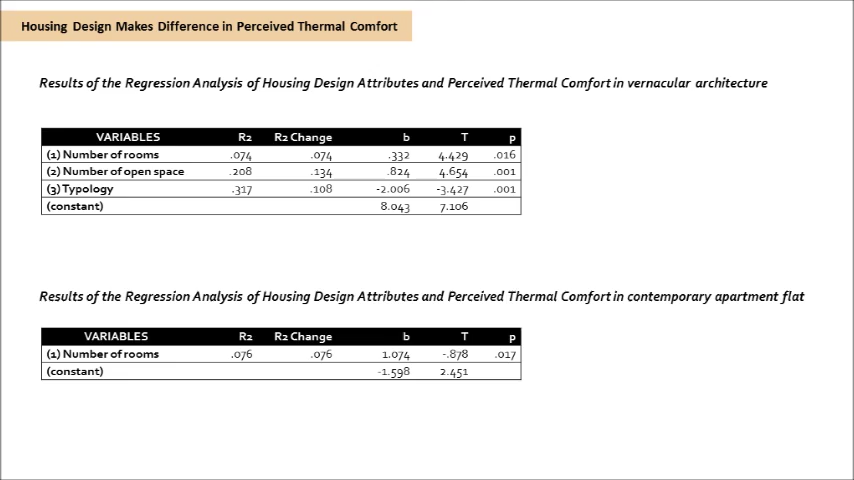 Housing Design Makes Difference in Perceived Thermal Comfort
Results of the Regression Analysis of Housing Design Attributes and Perceived Thermal Comfort in vernacular architecture
VARIABLES R2 R2 Change b T p
(1) Number of rooms .074 .074 .332 4.429 .016
(2) Number of open space .208 .134 .824 4.654 .001
(3) Typology .317 .108 -2.006 -3.427 .001
(constant) 8.043 7.106
Results of the Regression Analysis of Housing Design Attributes and Perceived Thermal Comfort in contemporary apartment flat
VARIABLES R2 R2 Change b T p
(1) Number of rooms .076 .076 1.074 -.878 .017
(constant) -1.598 2.451